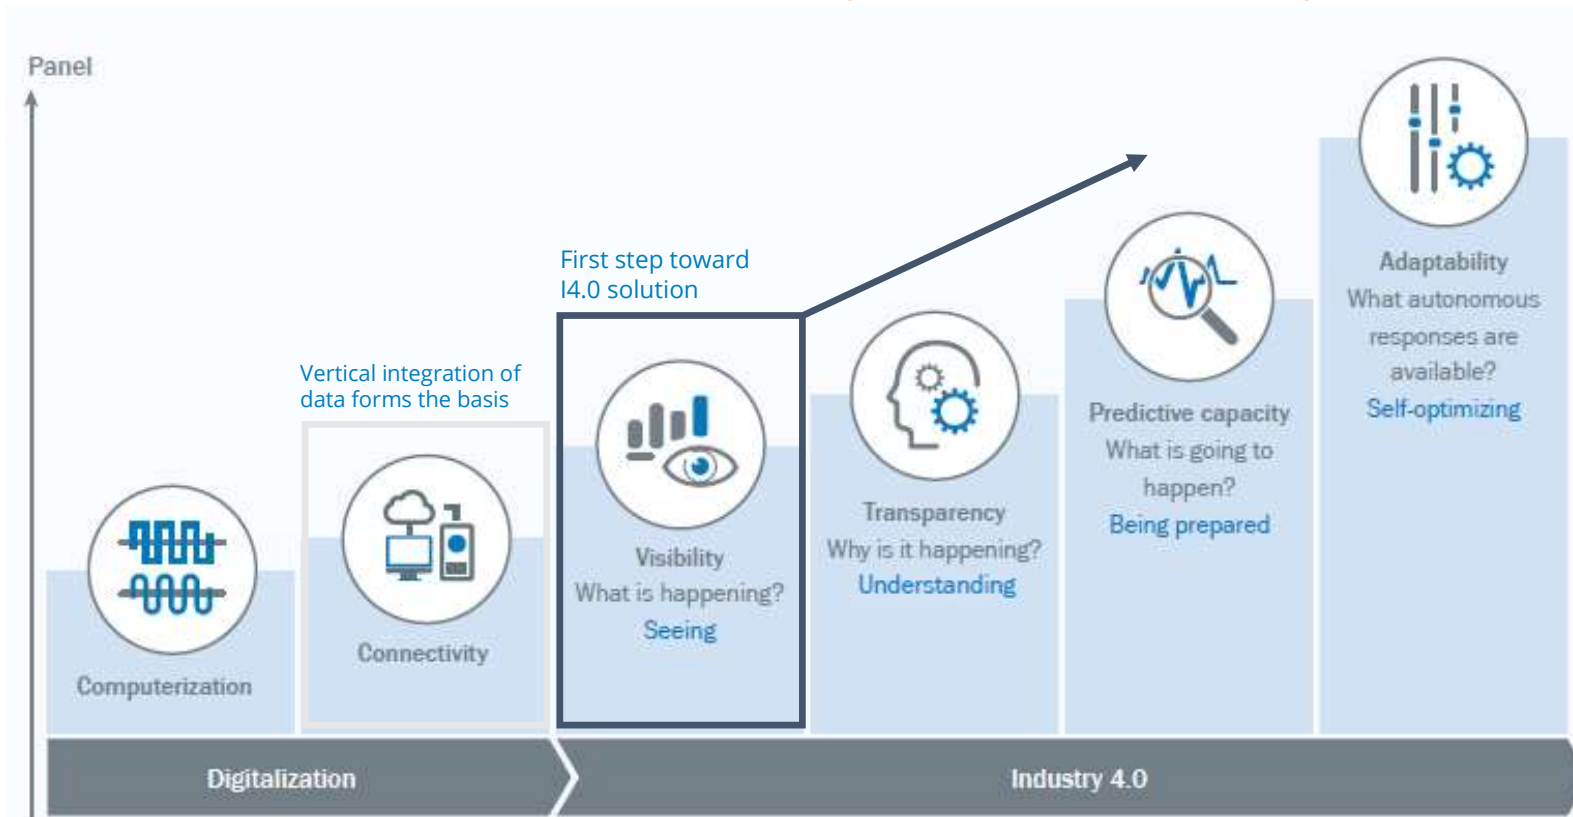 Panel
First step toward
I4.0 solution
Vertical integration of
data forms the basis
Computerization
Connectivity
Visibility
What is happening?
Seeing
Transparency
Why is it happening?
Understanding
Predictive capacity
What is going to
happen?
Being prepared
Adaptability
What autonomous
responses are
available?
Self-optimizing
Digitalization
Industry 4.0